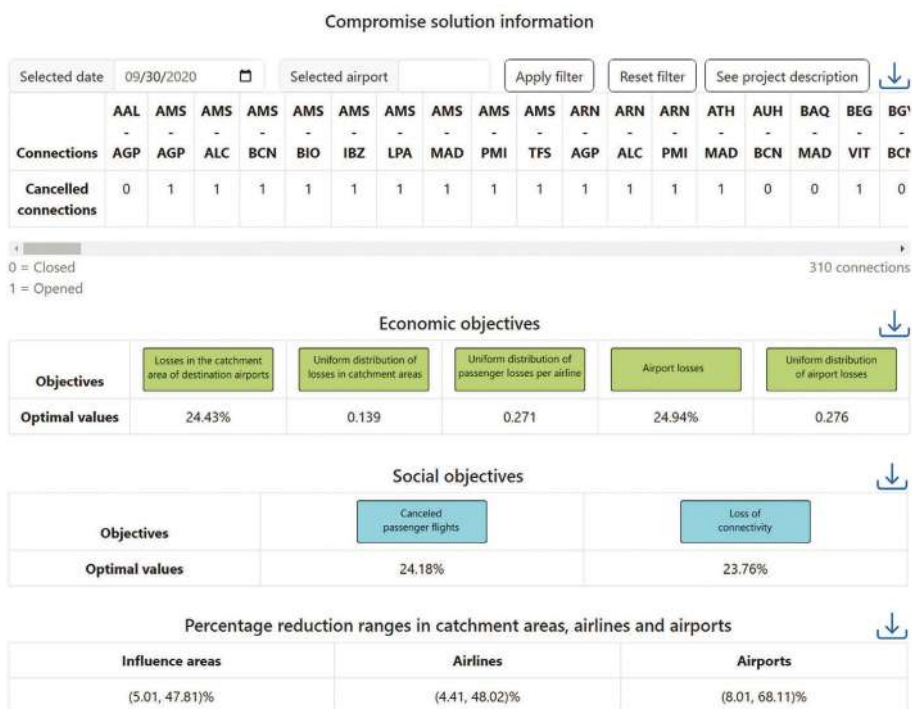 Compromise solution information
Selected date 09/30/2020 Selected airport Apply filter Reset filter See project description
AAL AMS AMS AMS AMS AMS AMS AMS AMS AMS ARN ARN ARN ATH AUH BAQ BEG BGY
- - - - - - - - - - - - - - - - - -
Connections AGP AGP ALC BCN BIO IBZ LPA MAD PMI TFS AGP ALC PMI MAD BCN MAD VIT BCN
Cancelled 0 1 1 1 1 1 1 1 1 1 1 1 1 1 0 0 1 0
connections
0 = Closed 310 connections
1 = Opened
Economic objectives
Losses in the catchment Uniform distribution of Uniform distribution of Uniform distribution
Objectives area of destination airports losses in catchment areas passenger losses per airline Airport losses of airport losses
Optimal values 24.43% 0.139 0.271 24.94% 0.276
Social objectives
Canceled Loss of
Objectives passenger flights connectivity
Optimal values 24.18% 23.76%
Percentage reduction ranges in catchment areas, airlines and airports
Influence areas Airlines Airports
(5.01, 47.81)% (4.41, 48.02)% (8.01, 68.11)%